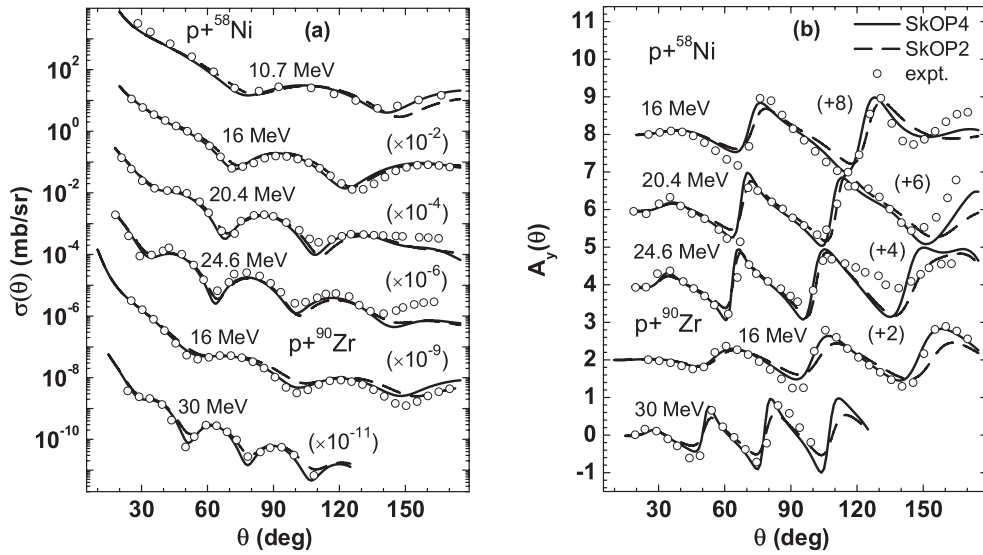 p+⁵⁸Ni
(a)
10.7 MeV
16 MeV
(×10⁻²)
20.4 MeV
(×10⁻⁴)
24.6 MeV
(×10⁻⁶)
p+⁹⁰Zr
16 MeV
(×10⁻⁹)
30 MeV
(×10⁻¹¹)
σ(θ) (mb/sr)
10²
10⁰
10⁻²
10⁻⁴
10⁻⁶
10⁻⁸
10⁻¹⁰
30 60 90 120 150
θ (deg)
p+⁵⁸Ni
(b)
SkOP4
SkOP2
expt.
16 MeV
(+8)
20.4 MeV
(+6)
24.6 MeV
(+4)
p+⁹⁰Zr
16 MeV
(+2)
30 MeV
A_y(θ)
11
10
9
8
7
6
5
4
3
2
1
0
-1
30 60 90 120 150
θ (deg)